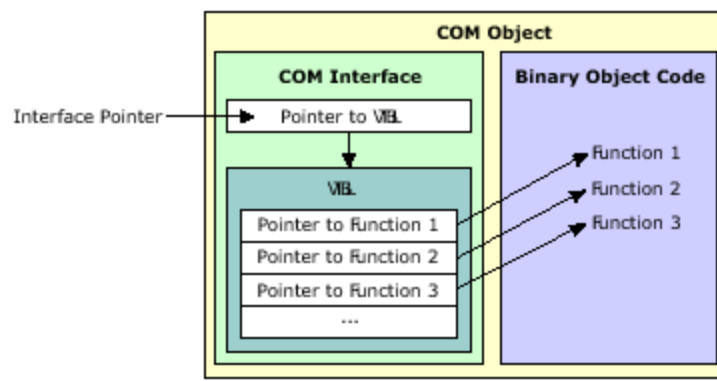 COM Object
COM Interface
Binary Object Code
Interface Pointer
Pointer to VTBL
VTBL
Pointer to Function 1
Pointer to Function 2
Pointer to Function 3
...
Function 1
Function 2
Function 3